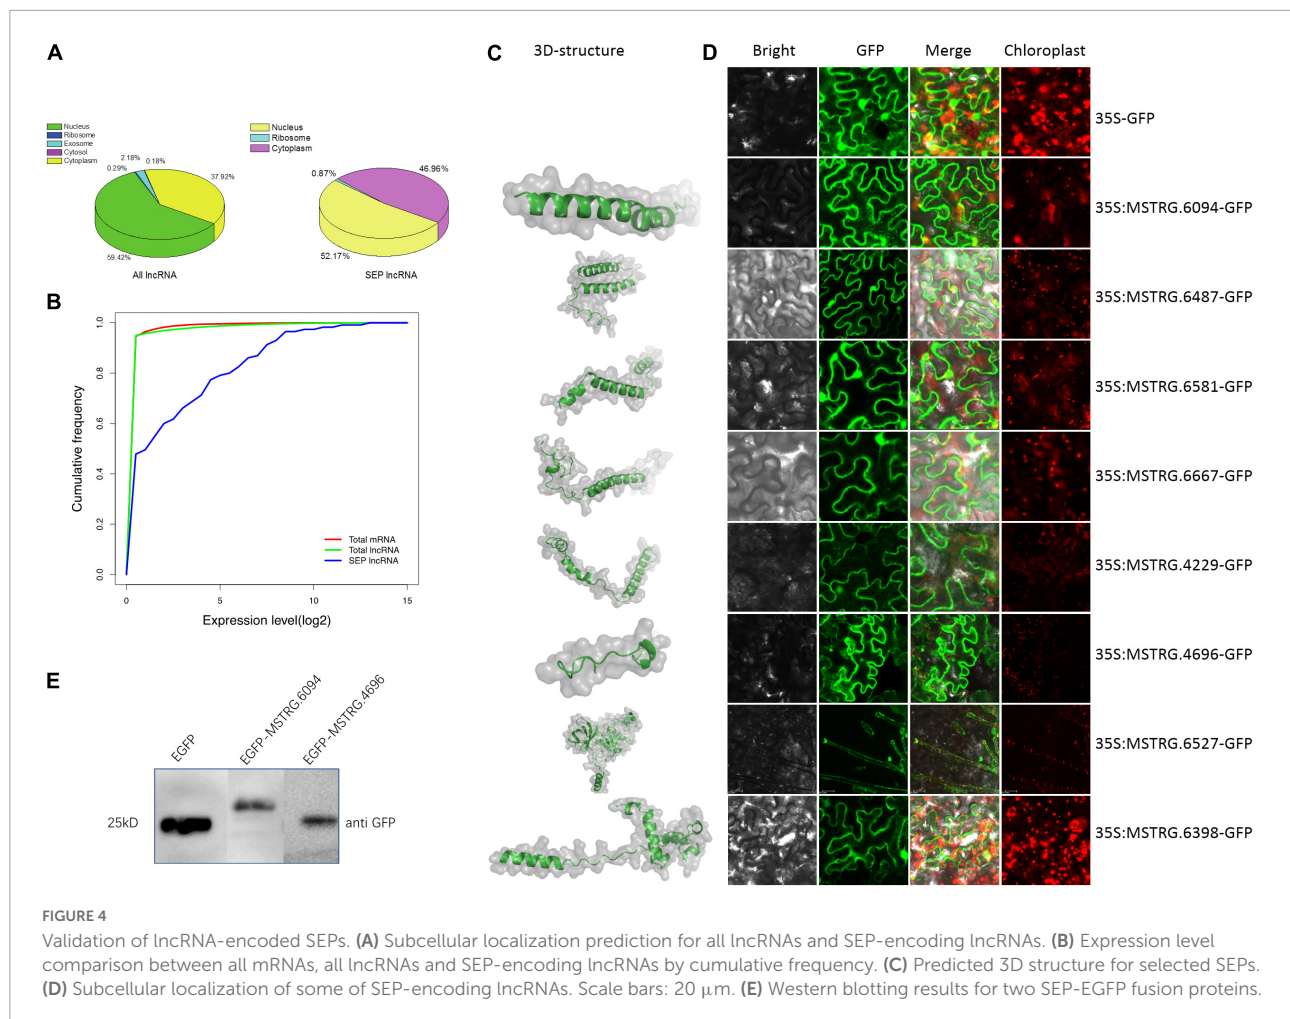 A
Nucleus
Ribosome
Exosome
Cytosol
Cytoplasm
2.18%
0.18%
0.29%
37.92%
59.42%
All lncRNA
Nucleus
Ribosome
Cytoplasm
0.87%
46.96%
52.17%
SEP lncRNA
B
Cumulative frequency
1.0
0.8
0.6
0.4
0.2
0.0
Total mRNA
Total lncRNA
SEP lncRNA
0 5 10 15
Expression level(log2)
E
EGFP
EGFP-MSTRG.6094
EGFP-MSTRG.4696
25kD
anti GFP
C
3D-structure
D
Bright GFP Merge Chloroplast
35S-GFP
35S:MSTRG.6094-GFP
35S:MSTRG.6487-GFP
35S:MSTRG.6581-GFP
35S:MSTRG.6667-GFP
35S:MSTRG.4229-GFP
35S:MSTRG.4696-GFP
35S:MSTRG.6527-GFP
35S:MSTRG.6398-GFP
FIGURE 4
Validation of lncRNA-encoded SEPs. (A) Subcellular localization prediction for all lncRNAs and SEP-encoding lncRNAs. (B) Expression level
comparison between all mRNAs, all lncRNAs and SEP-encoding lncRNAs by cumulative frequency. (C) Predicted 3D structure for selected SEPs.
(D) Subcellular localization of some of SEP-encoding lncRNAs. Scale bars: 20 μm. (E) Western blotting results for two SEP-EGFP fusion proteins.